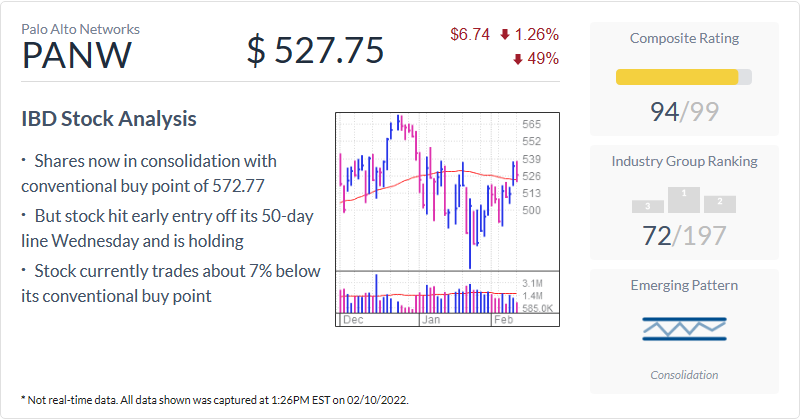 Palo Alto Networks
PANW
$ 527.75
$6.74 1.26%
49%
IBD Stock Analysis
· Shares now in consolidation with
conventional buy point of 572.77
· But stock hit early entry off its 50-day
line Wednesday and is holding
· Stock currently trades about 7% below
its conventional buy point
565
552
539
526
513
500
3.1M
1.4M
585.0K
Dec Jan Feb
Composite Rating
94/99
Industry Group Ranking
3 1 2
72/197
Emerging Pattern
Consolidation
* Not real-time data. All data shown was captured at 1:26PM EST on 02/10/2022.